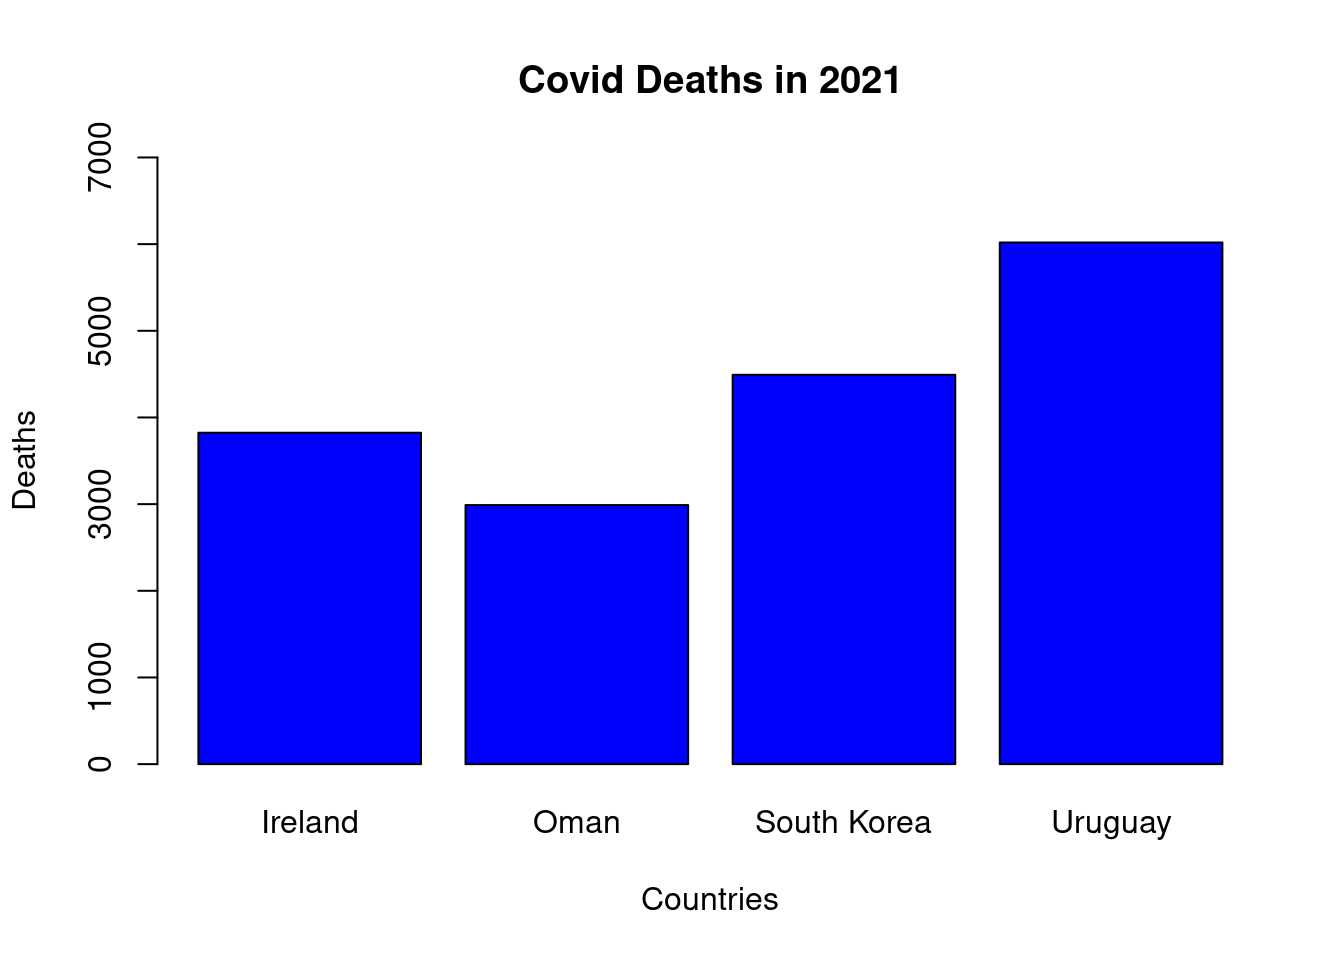 Covid Deaths in 2021
7000
5000
3000
1000
0
Deaths
Ireland
Oman
South Korea
Uruguay
Countries